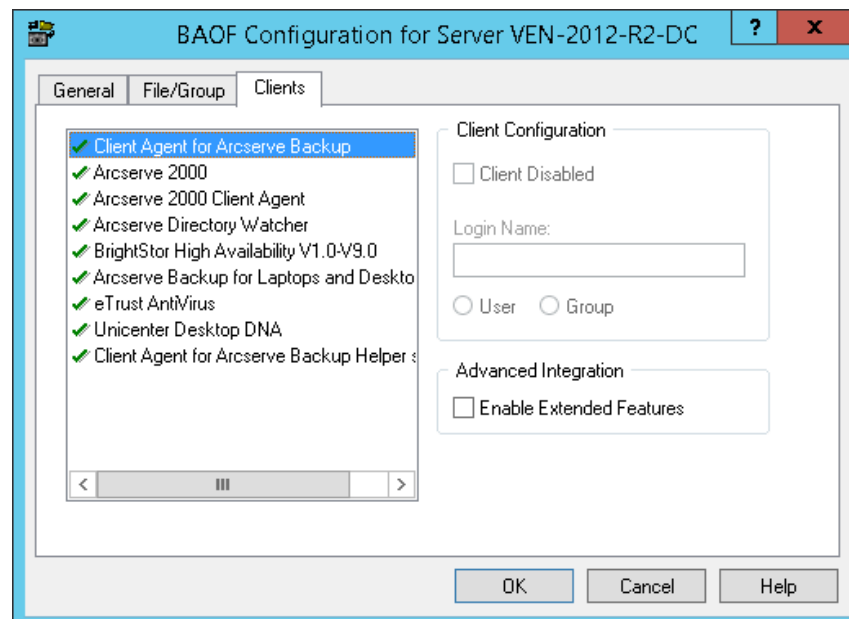 BAOF Configuration for Server VEN-2012-R2-DC
? x
General File/Group Clients
Client Agent for Arcserve Backup
Arcserve 2000
Arcserve 2000 Client Agent
Arcserve Directory Watcher
BrightStor High Availability V1.0-V9.0
Arcserve Backup for Laptops and Deskto
eTrust AntiVirus
Unicenter Desktop DNA
Client Agent for Arcserve Backup Helper s
Client Configuration
Client Disabled
Login Name:
User Group
Advanced Integration
Enable Extended Features
OK Cancel Help